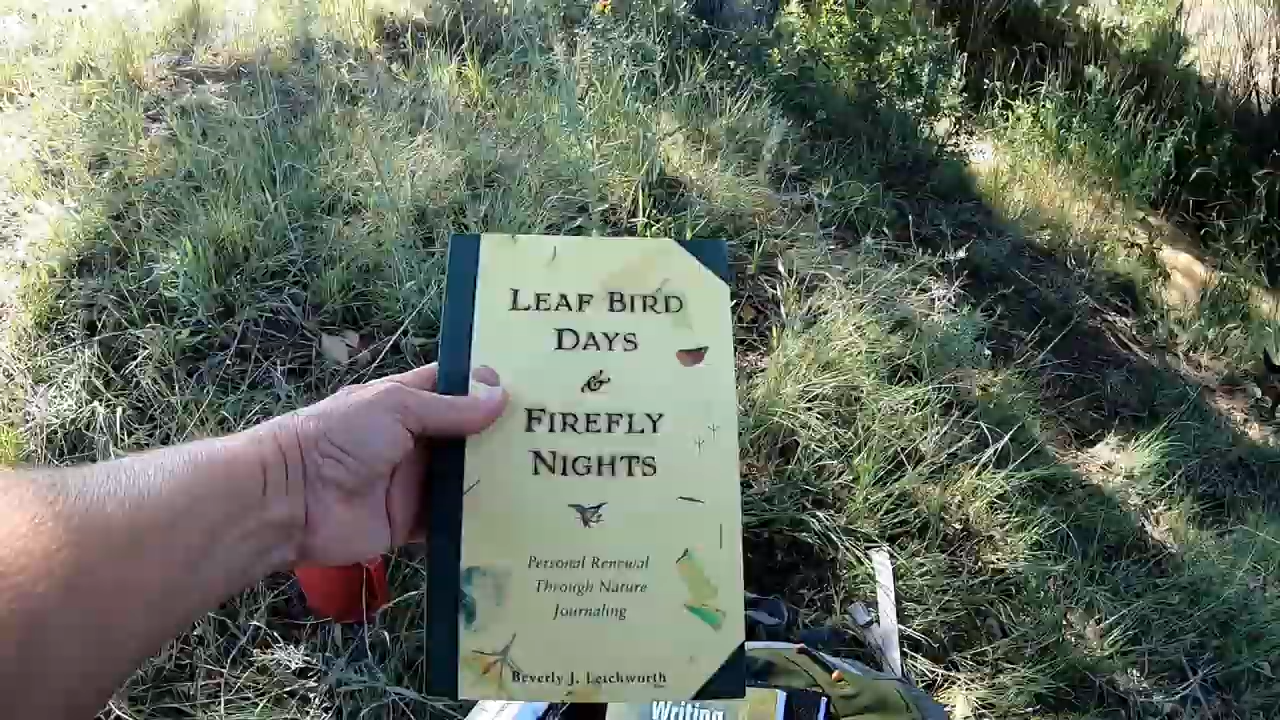 LEAF BIRD
DAYS
&
FIREFLY
NIGHTS
Personal Renewal
Through Nature
Journaling
Beverly J. Letchworth
Writing